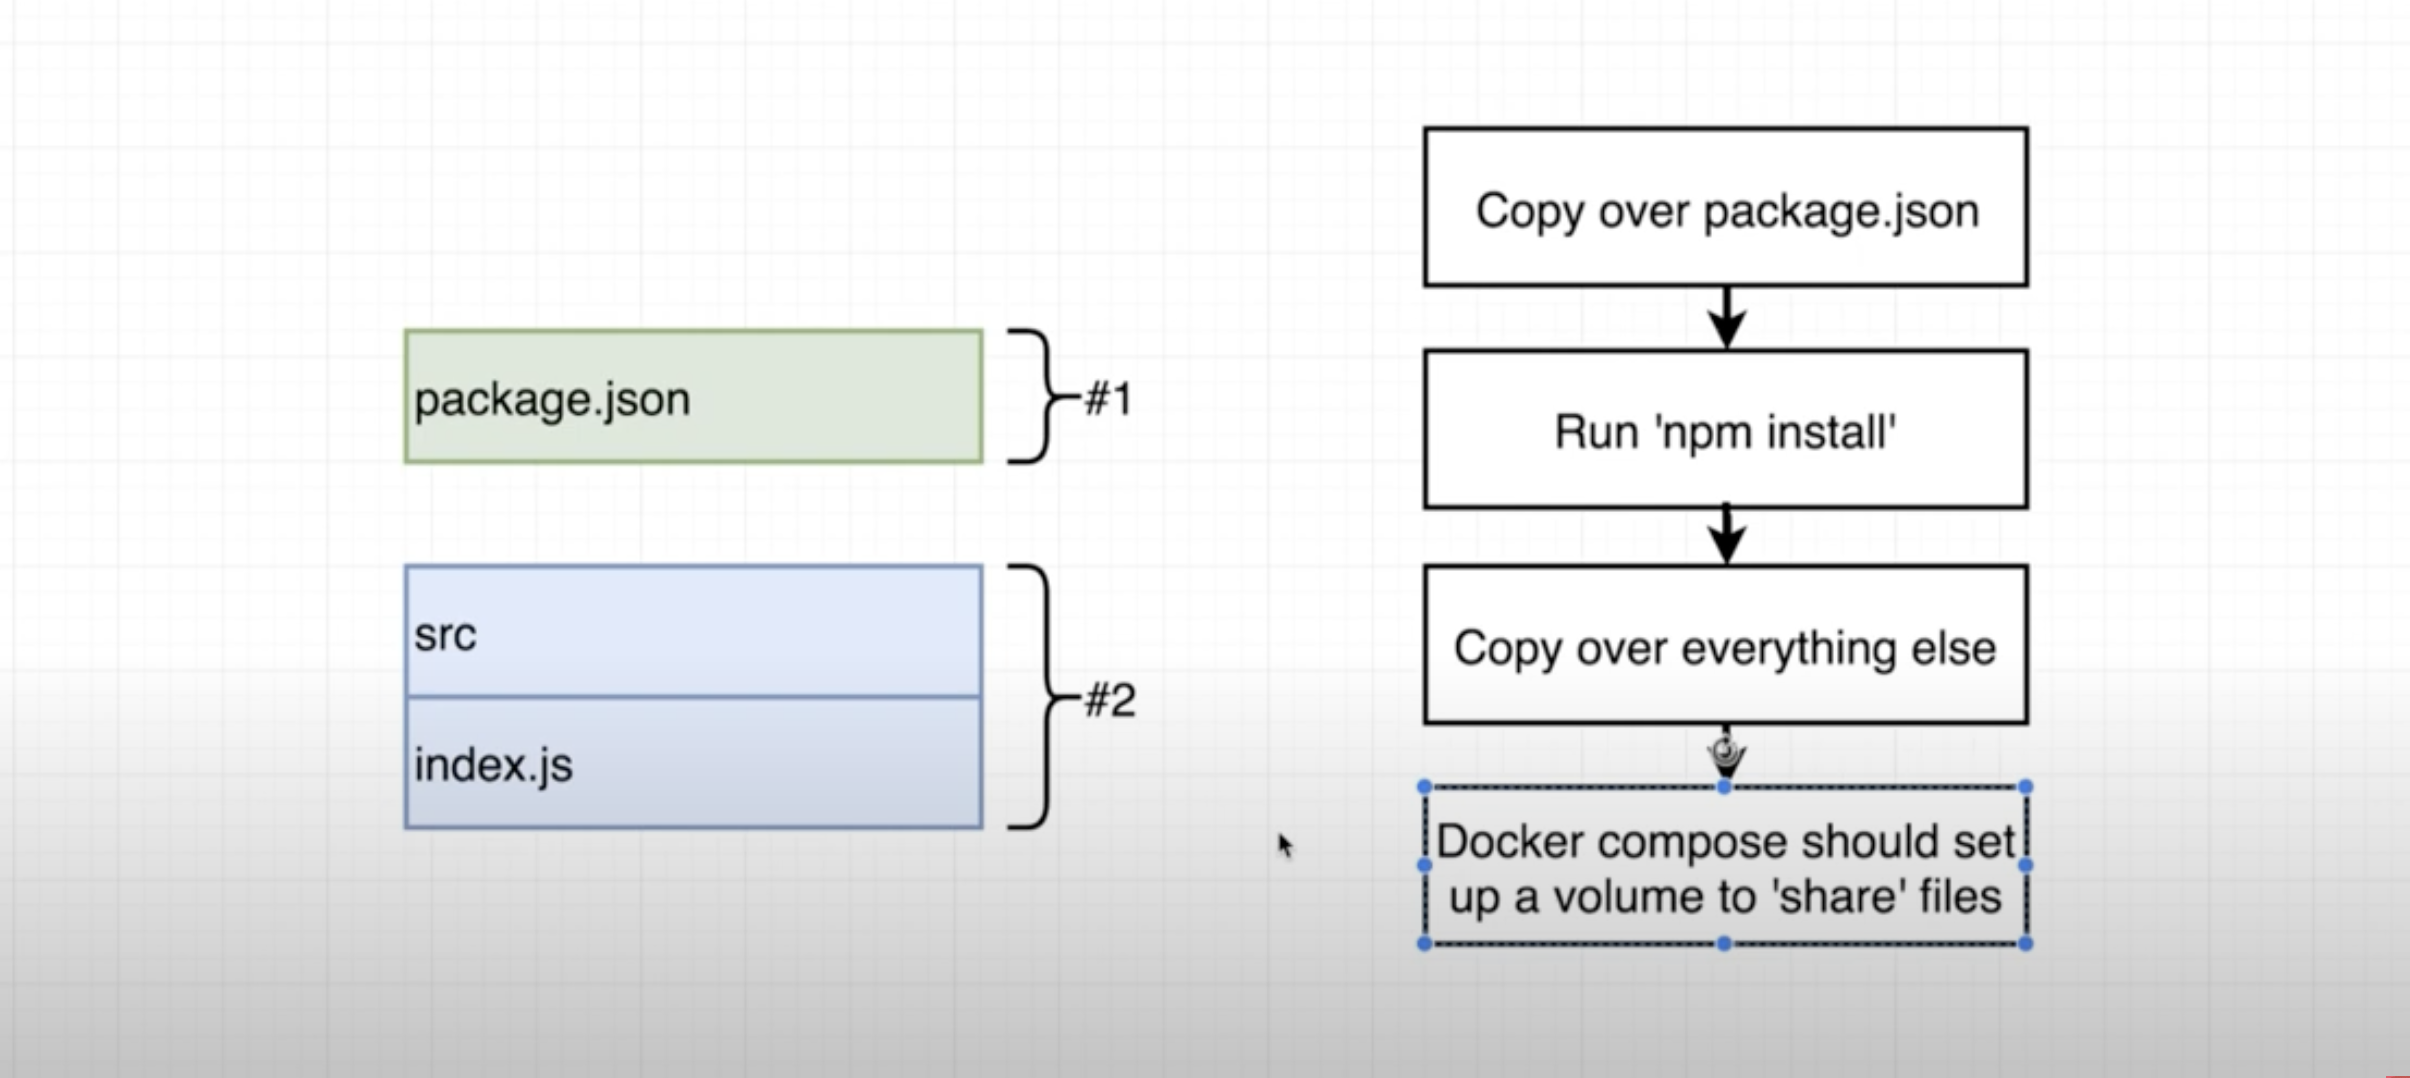 package.json
#1
src
index.js
#2
Copy over package.json
Run 'npm install'
Copy over everything else
Docker compose should set
up a volume to 'share' files